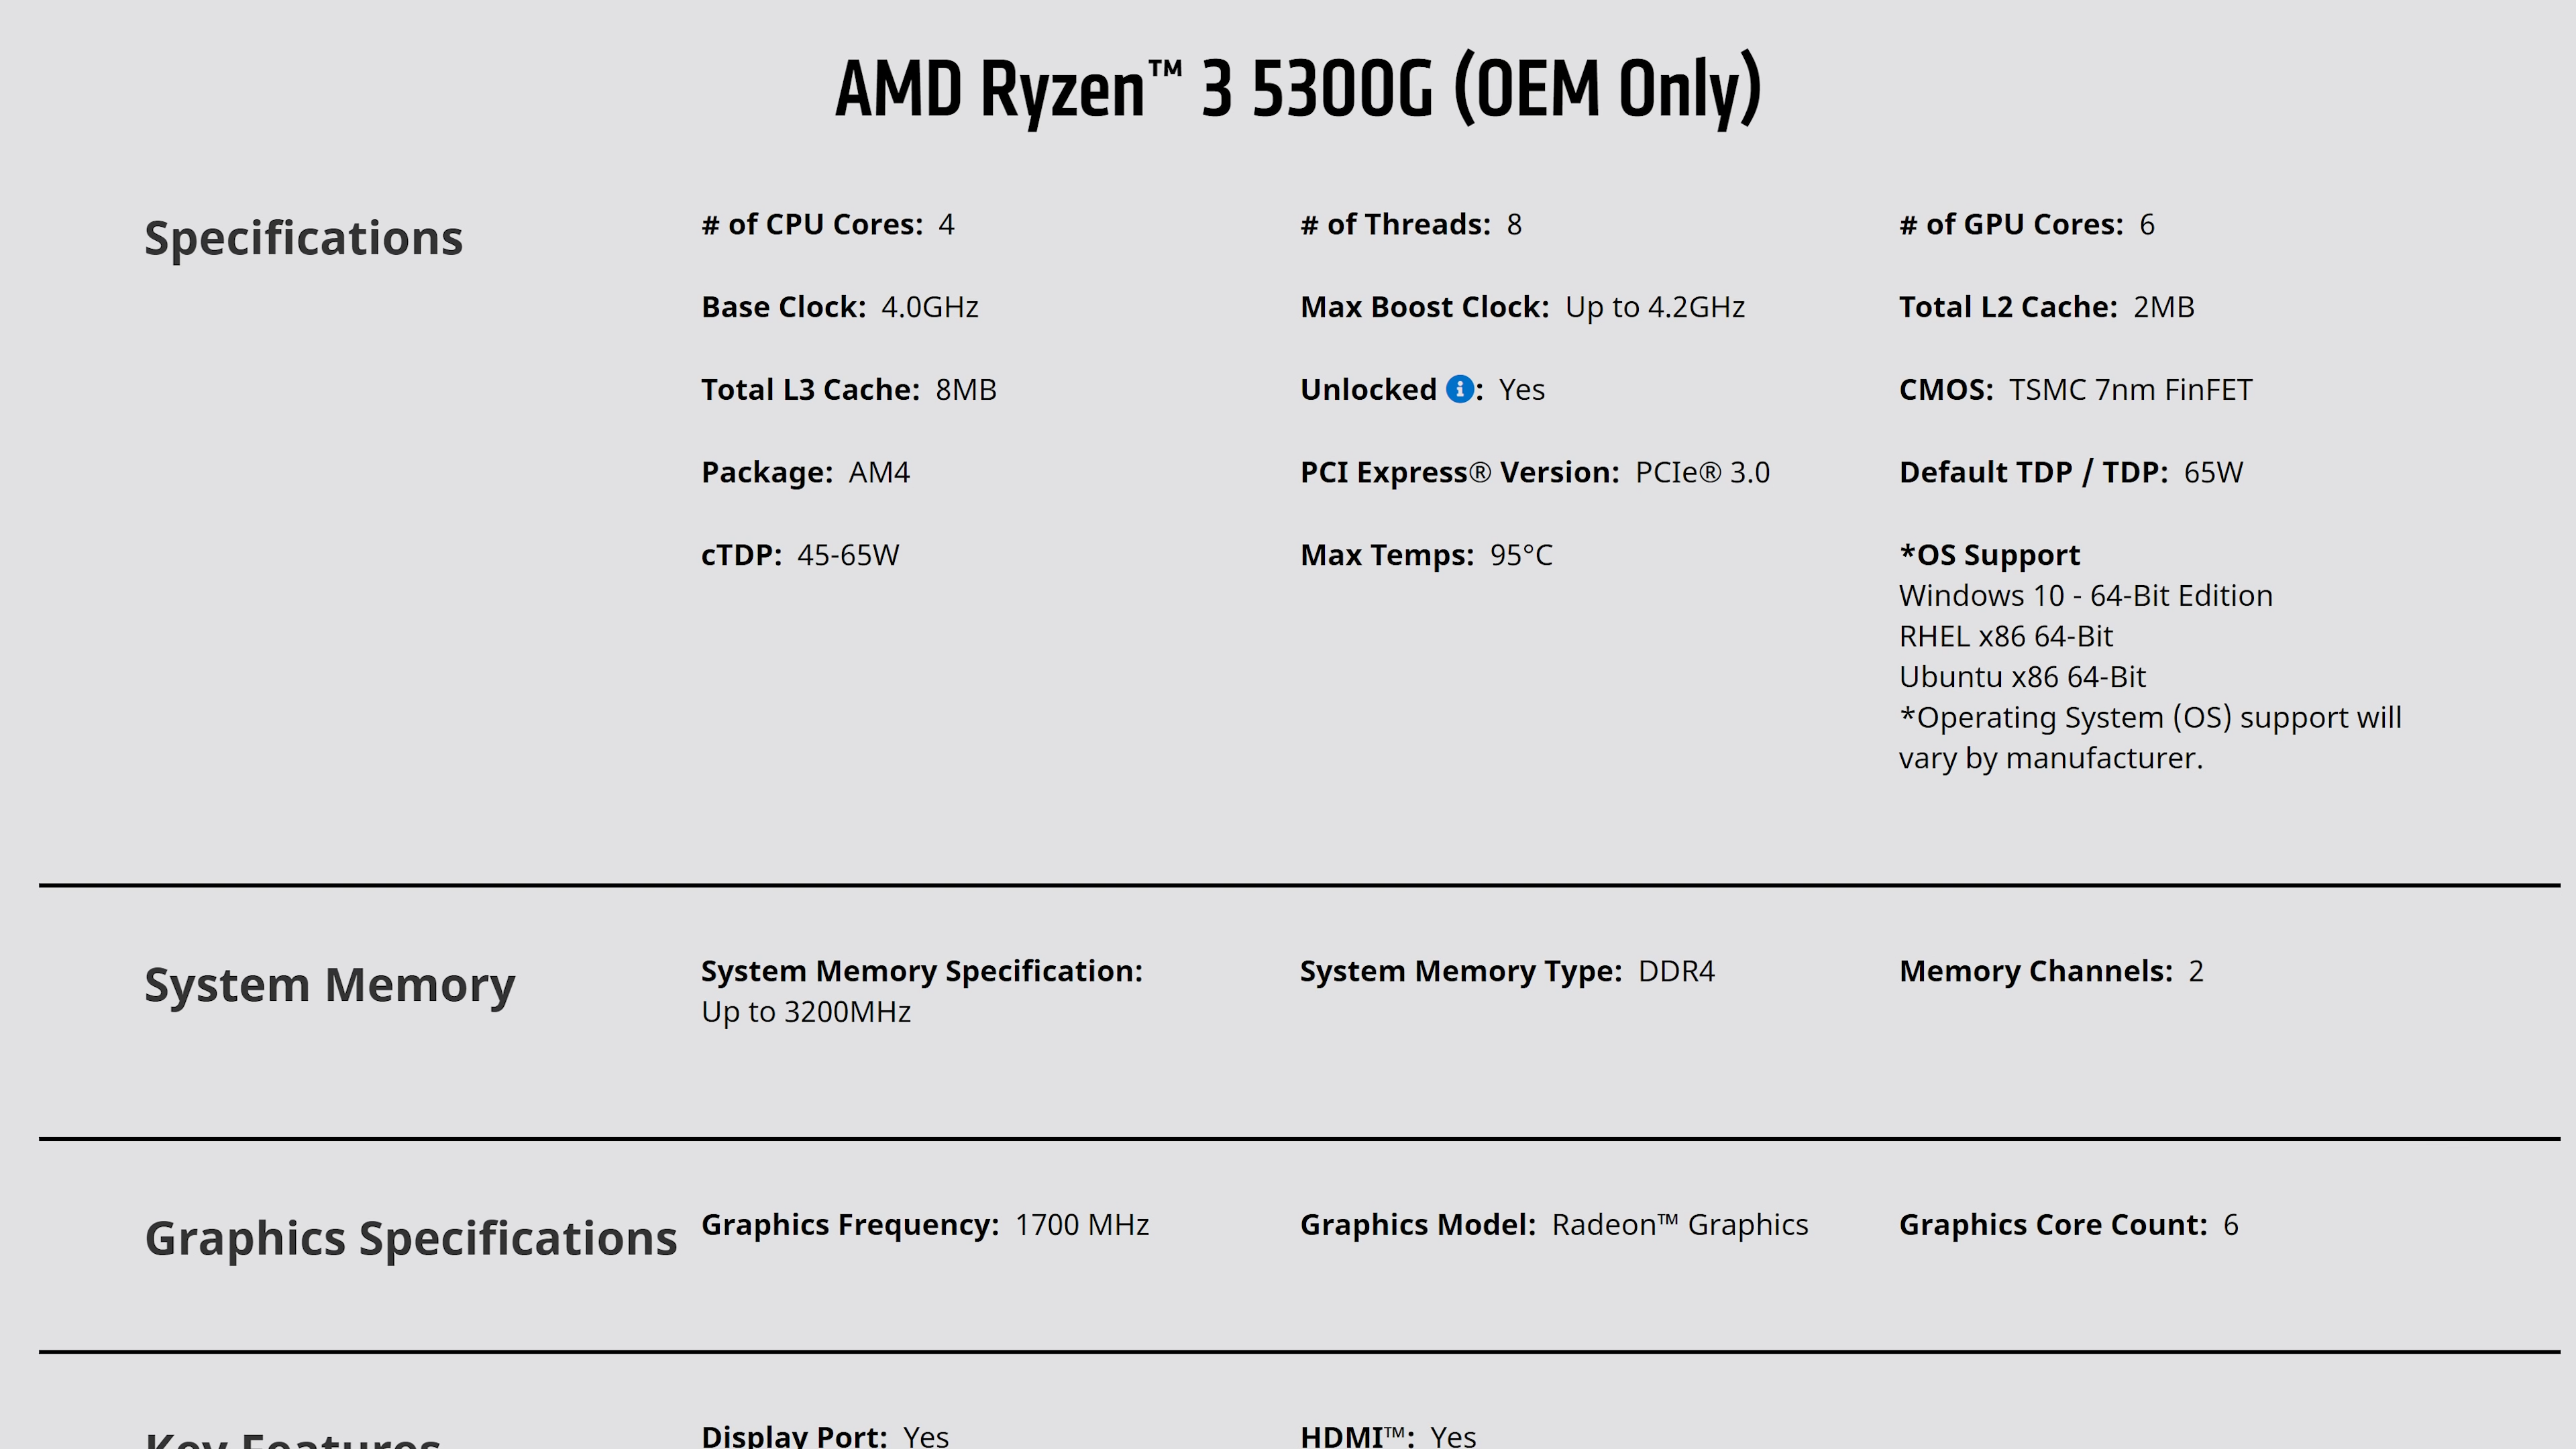 AMD Ryzen™ 3 5300G (OEM Only)
Specifications
# of CPU Cores: 4
# of Threads: 8
# of GPU Cores: 6
Base Clock: 4.0GHz
Max Boost Clock: Up to 4.2GHz
Total L2 Cache: 2MB
Total L3 Cache: 8MB
Unlocked : Yes
CMOS: TSMC 7nm FinFET
Package: AM4
PCI Express® Version: PCIe® 3.0
Default TDP / TDP: 65W
cTDP: 45-65W
Max Temps: 95°C
*OS Support
Windows 10 - 64-Bit Edition
RHEL x86 64-Bit
Ubuntu x86 64-Bit
*Operating System (OS) support will
vary by manufacturer.
System Memory
System Memory Specification:
Up to 3200MHz
System Memory Type: DDR4
Memory Channels: 2
Graphics Specifications
Graphics Frequency: 1700 MHz
Graphics Model: Radeon™ Graphics
Graphics Core Count: 6
Key Features
Display Port: Yes
HDMI™: Yes